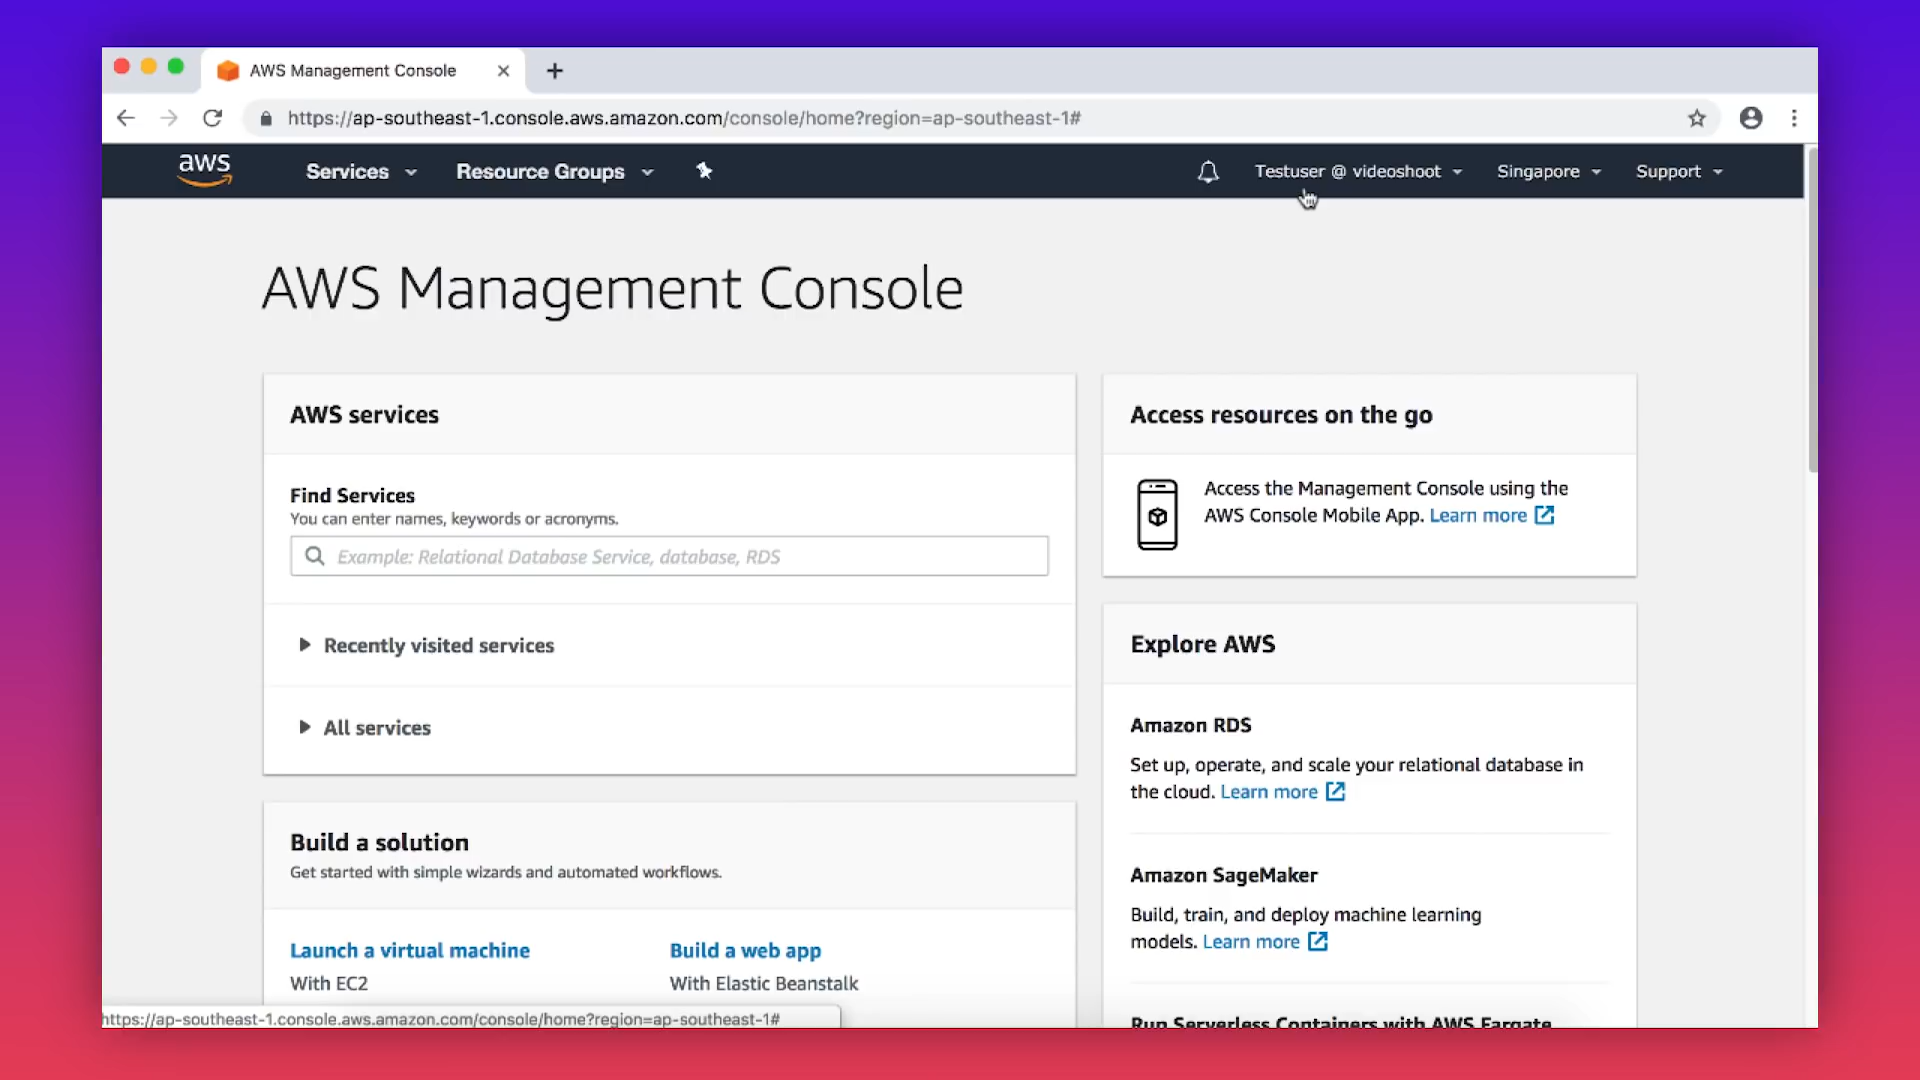 AWS Management Console
https://ap-southeast-1.console.aws.amazon.com/console/home?region=ap-southeast-1#
aws
Services
Resource Groups
Testuser @ videoshoot
Singapore
Support
AWS Management Console
AWS services
Find Services
You can enter names, keywords or acronyms.
Example: Relational Database Service, database, RDS
Recently visited services
All services
Build a solution
Get started with simple wizards and automated workflows.
Launch a virtual machine
With EC2
Build a web app
With Elastic Beanstalk
Access resources on the go
Access the Management Console using the
AWS Console Mobile App. Learn more
Explore AWS
Amazon RDS
Set up, operate, and scale your relational database in
the cloud. Learn more
Amazon SageMaker
Build, train, and deploy machine learning
models. Learn more
Run Serverless Containers with AWS Fargate
https://ap-southeast-1.console.aws.amazon.com/console/home?region=ap-southeast-1#